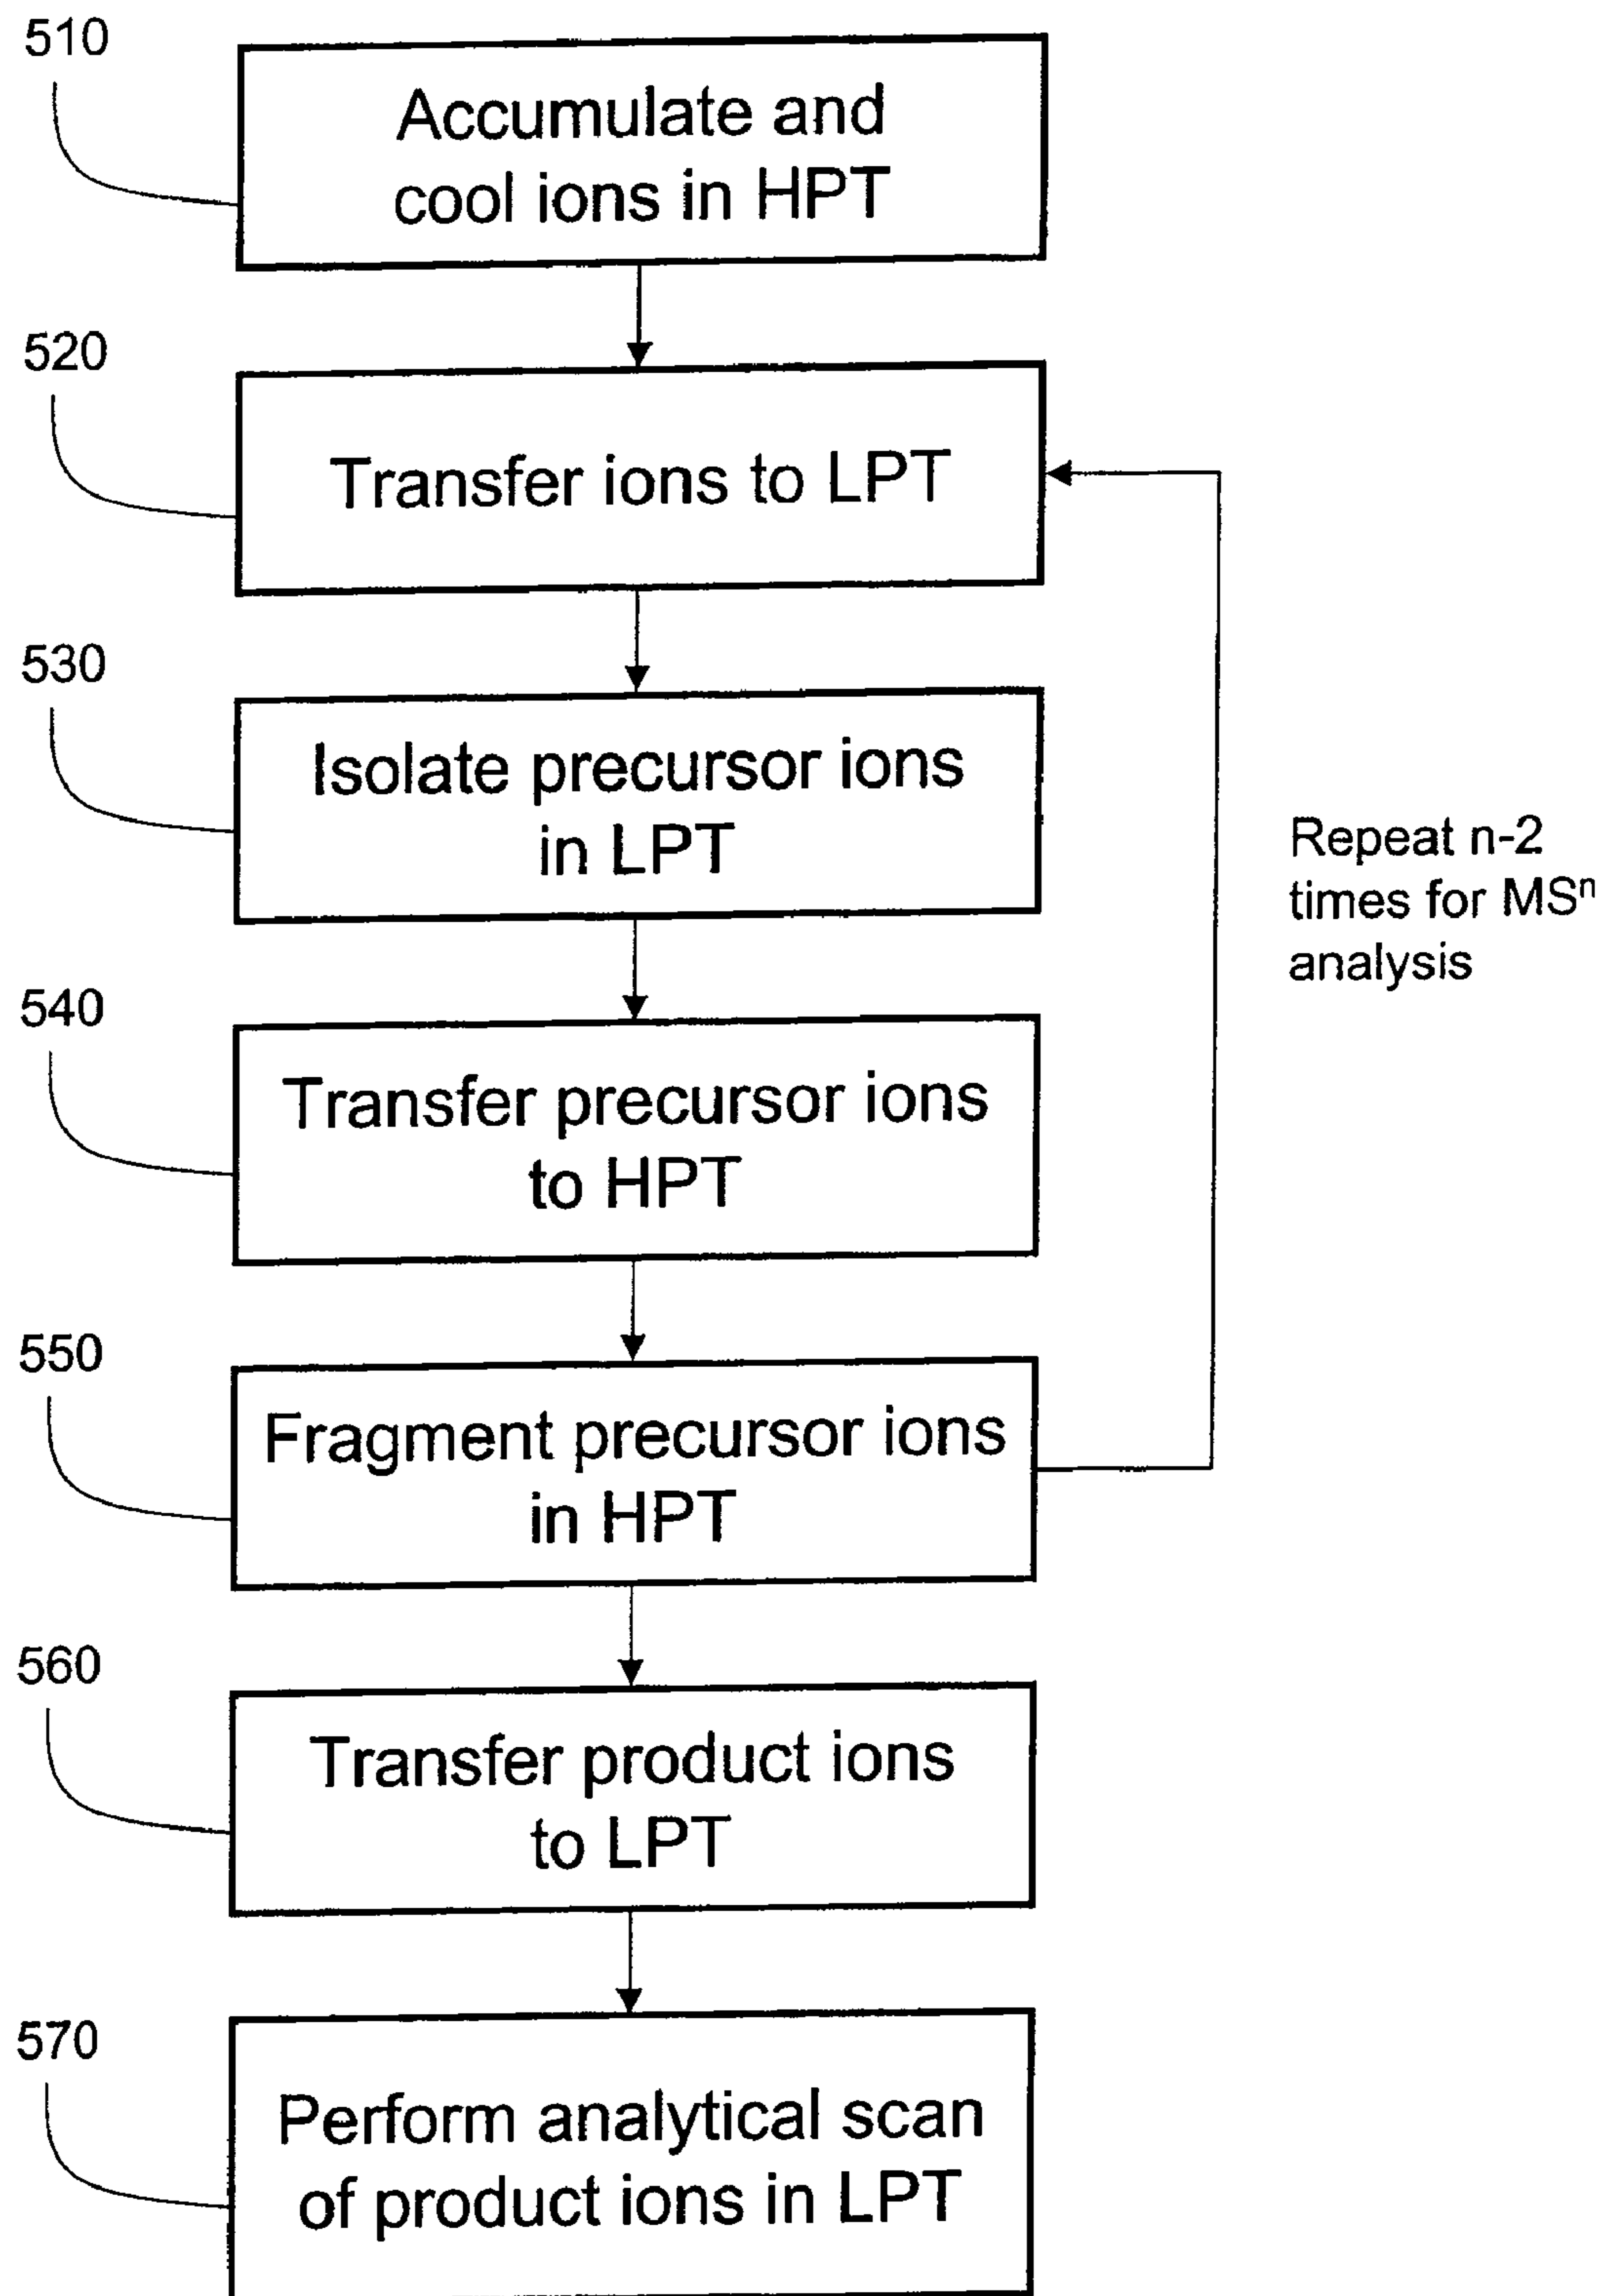 510
Accumulate and
cool ions in HPT
520
Transfer ions to LPT
530
Isolate precursor ions
in LPT
Repeat n-2
times for MSⁿ
analysis
540
Transfer precursor ions
to HPT
550
Fragment precursor ions
in HPT
560
Transfer product ions
to LPT
570
Perform analytical scan
of product ions in LPT